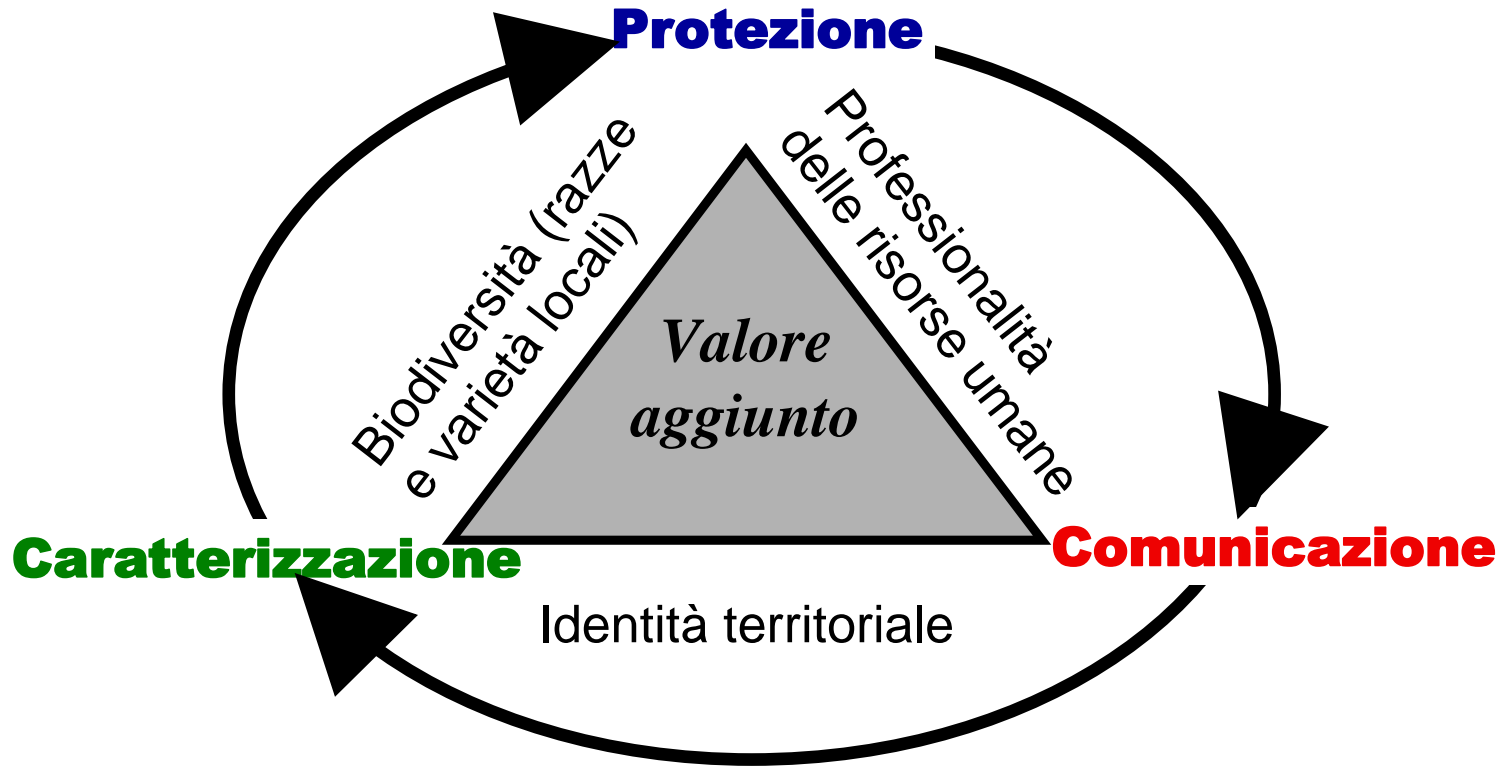 Protezione
Biodiversità (razze
e varietà locali)
Professionalità
delle risorse umane
Valore
aggiunto
Caratterizzazione
Comunicazione
Identità territoriale